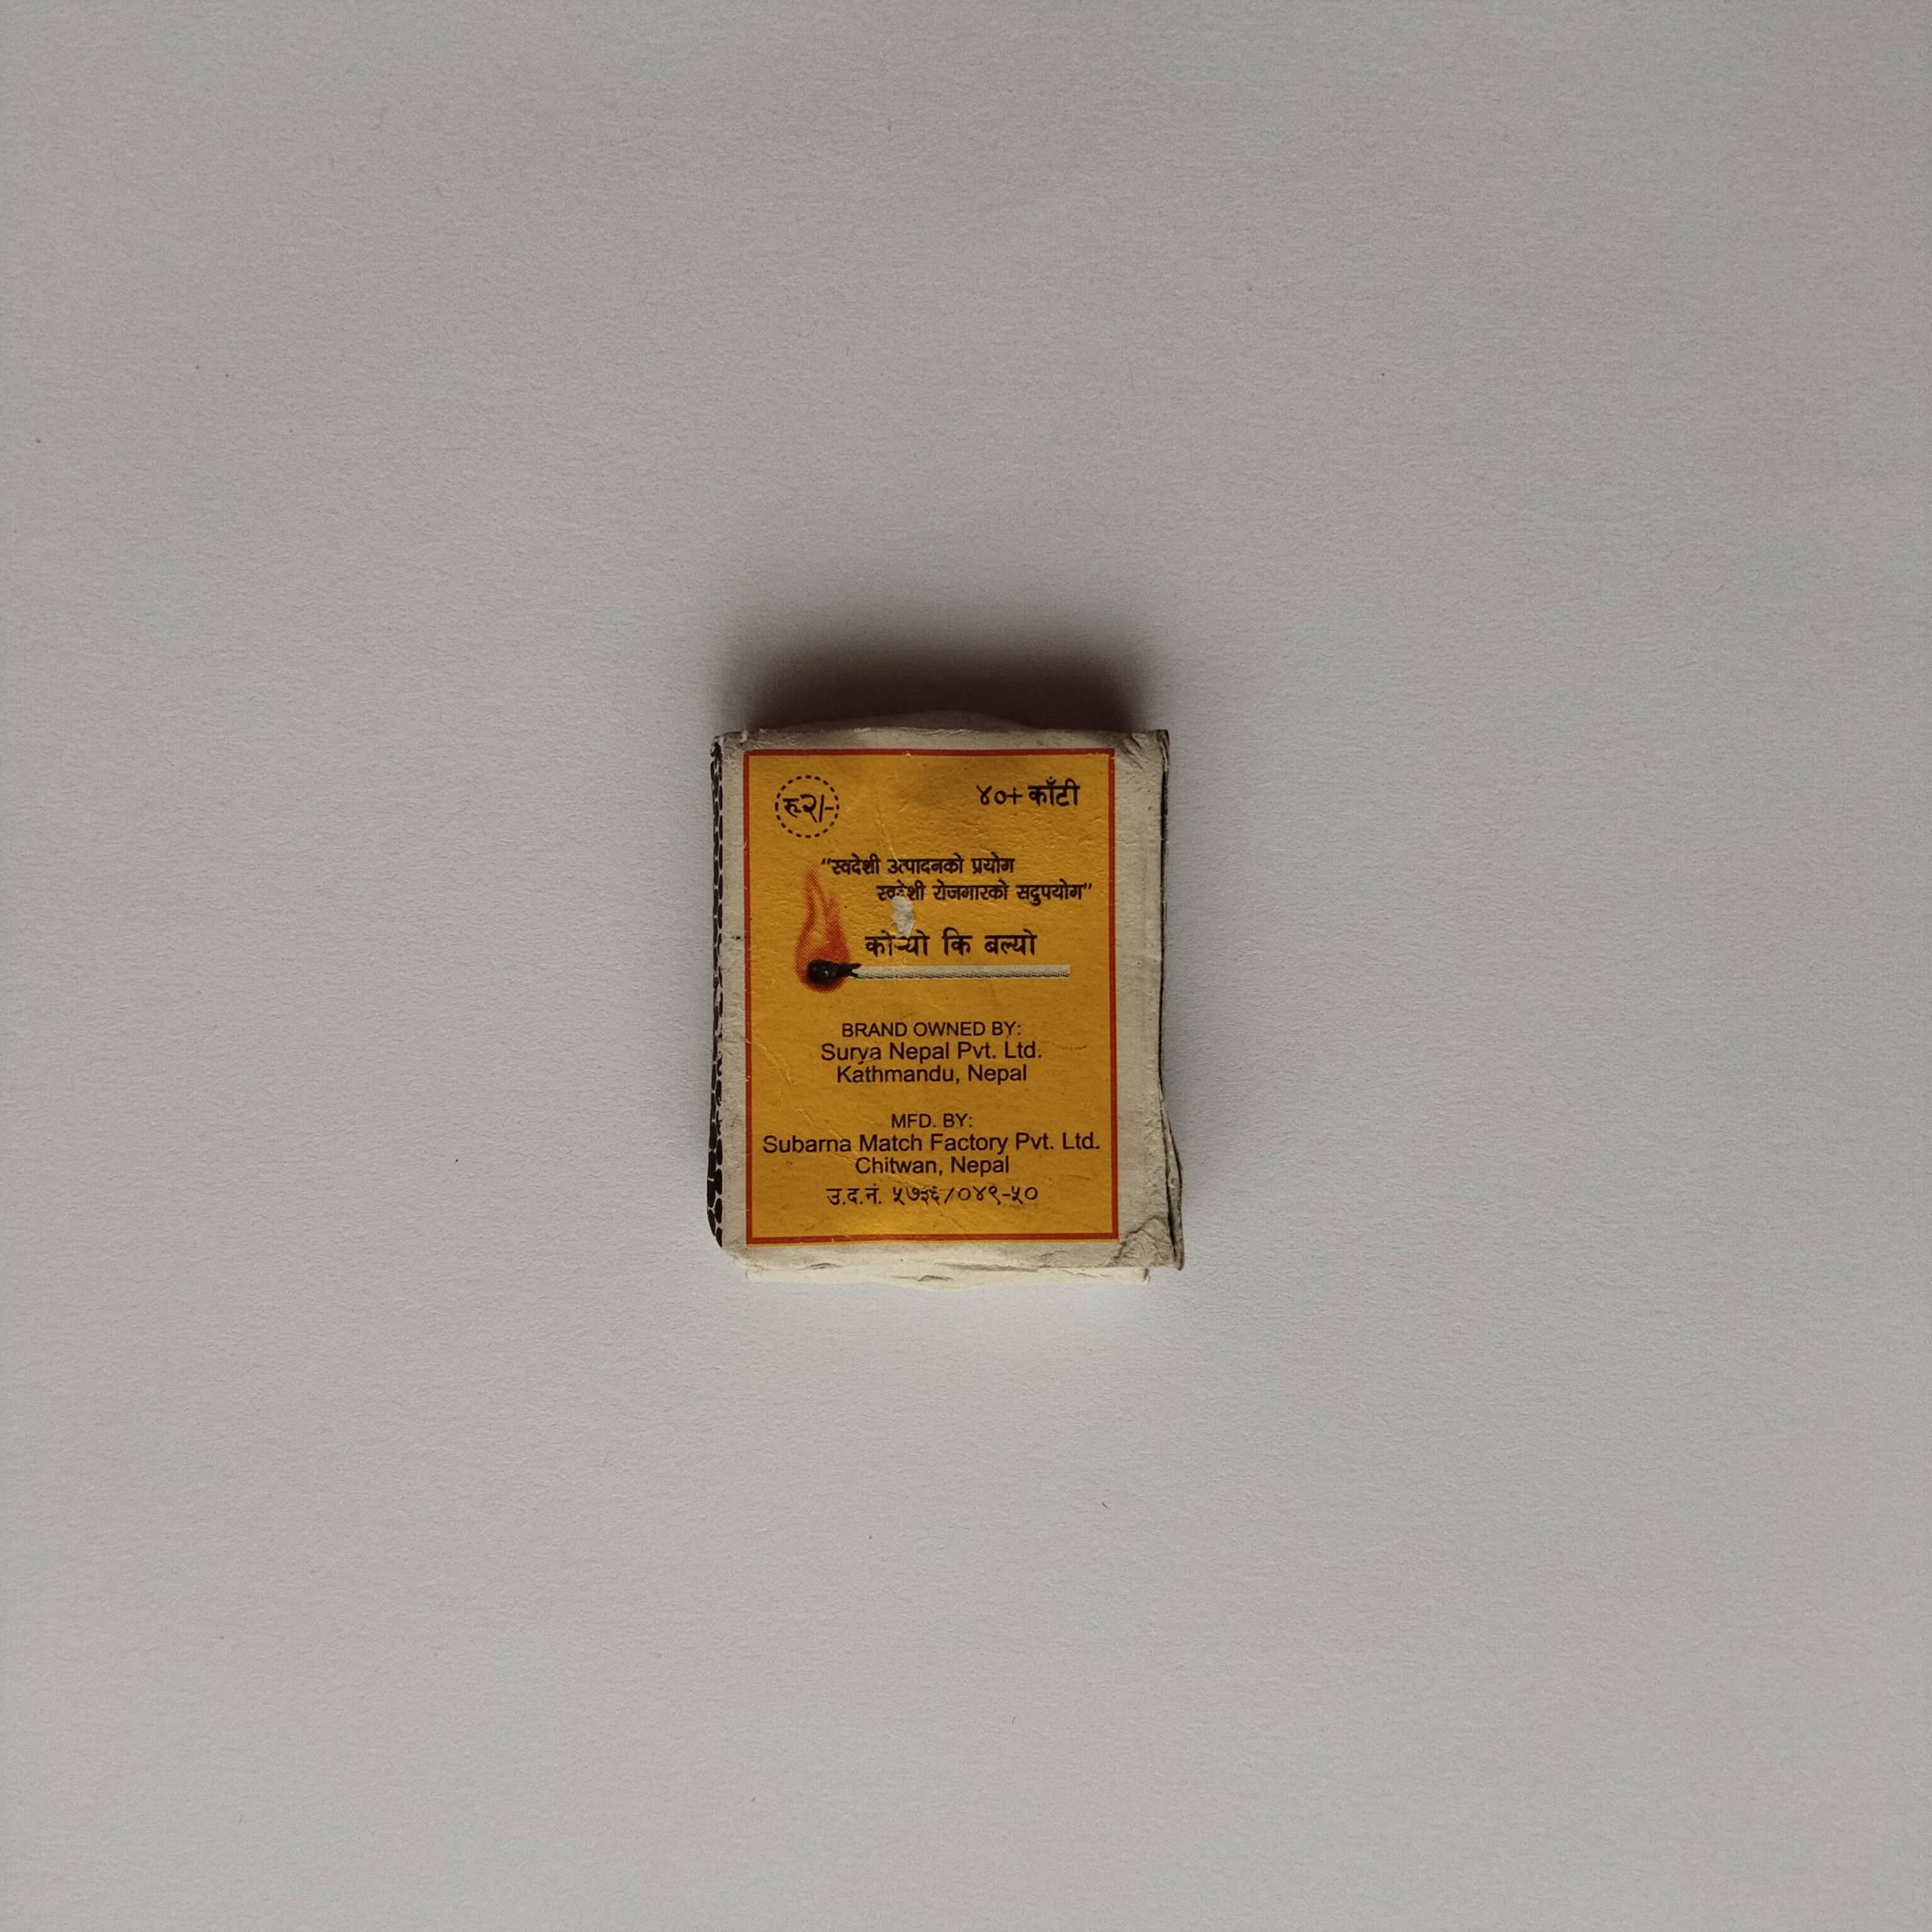 रु.२/-
४०+ काँटी
“स्वदेशी उत्पादनको प्रयोग
स्वदेशी रोजगारको सदुपयोग”
कोर्‍यो कि बल्यो
BRAND OWNED BY:
Surya Nepal Pvt. Ltd.
Kathmandu, Nepal
MFD. BY:
Subarna Match Factory Pvt. Ltd.
Chitwan, Nepal
उ.द.नं. ५७३६/०४९-५०